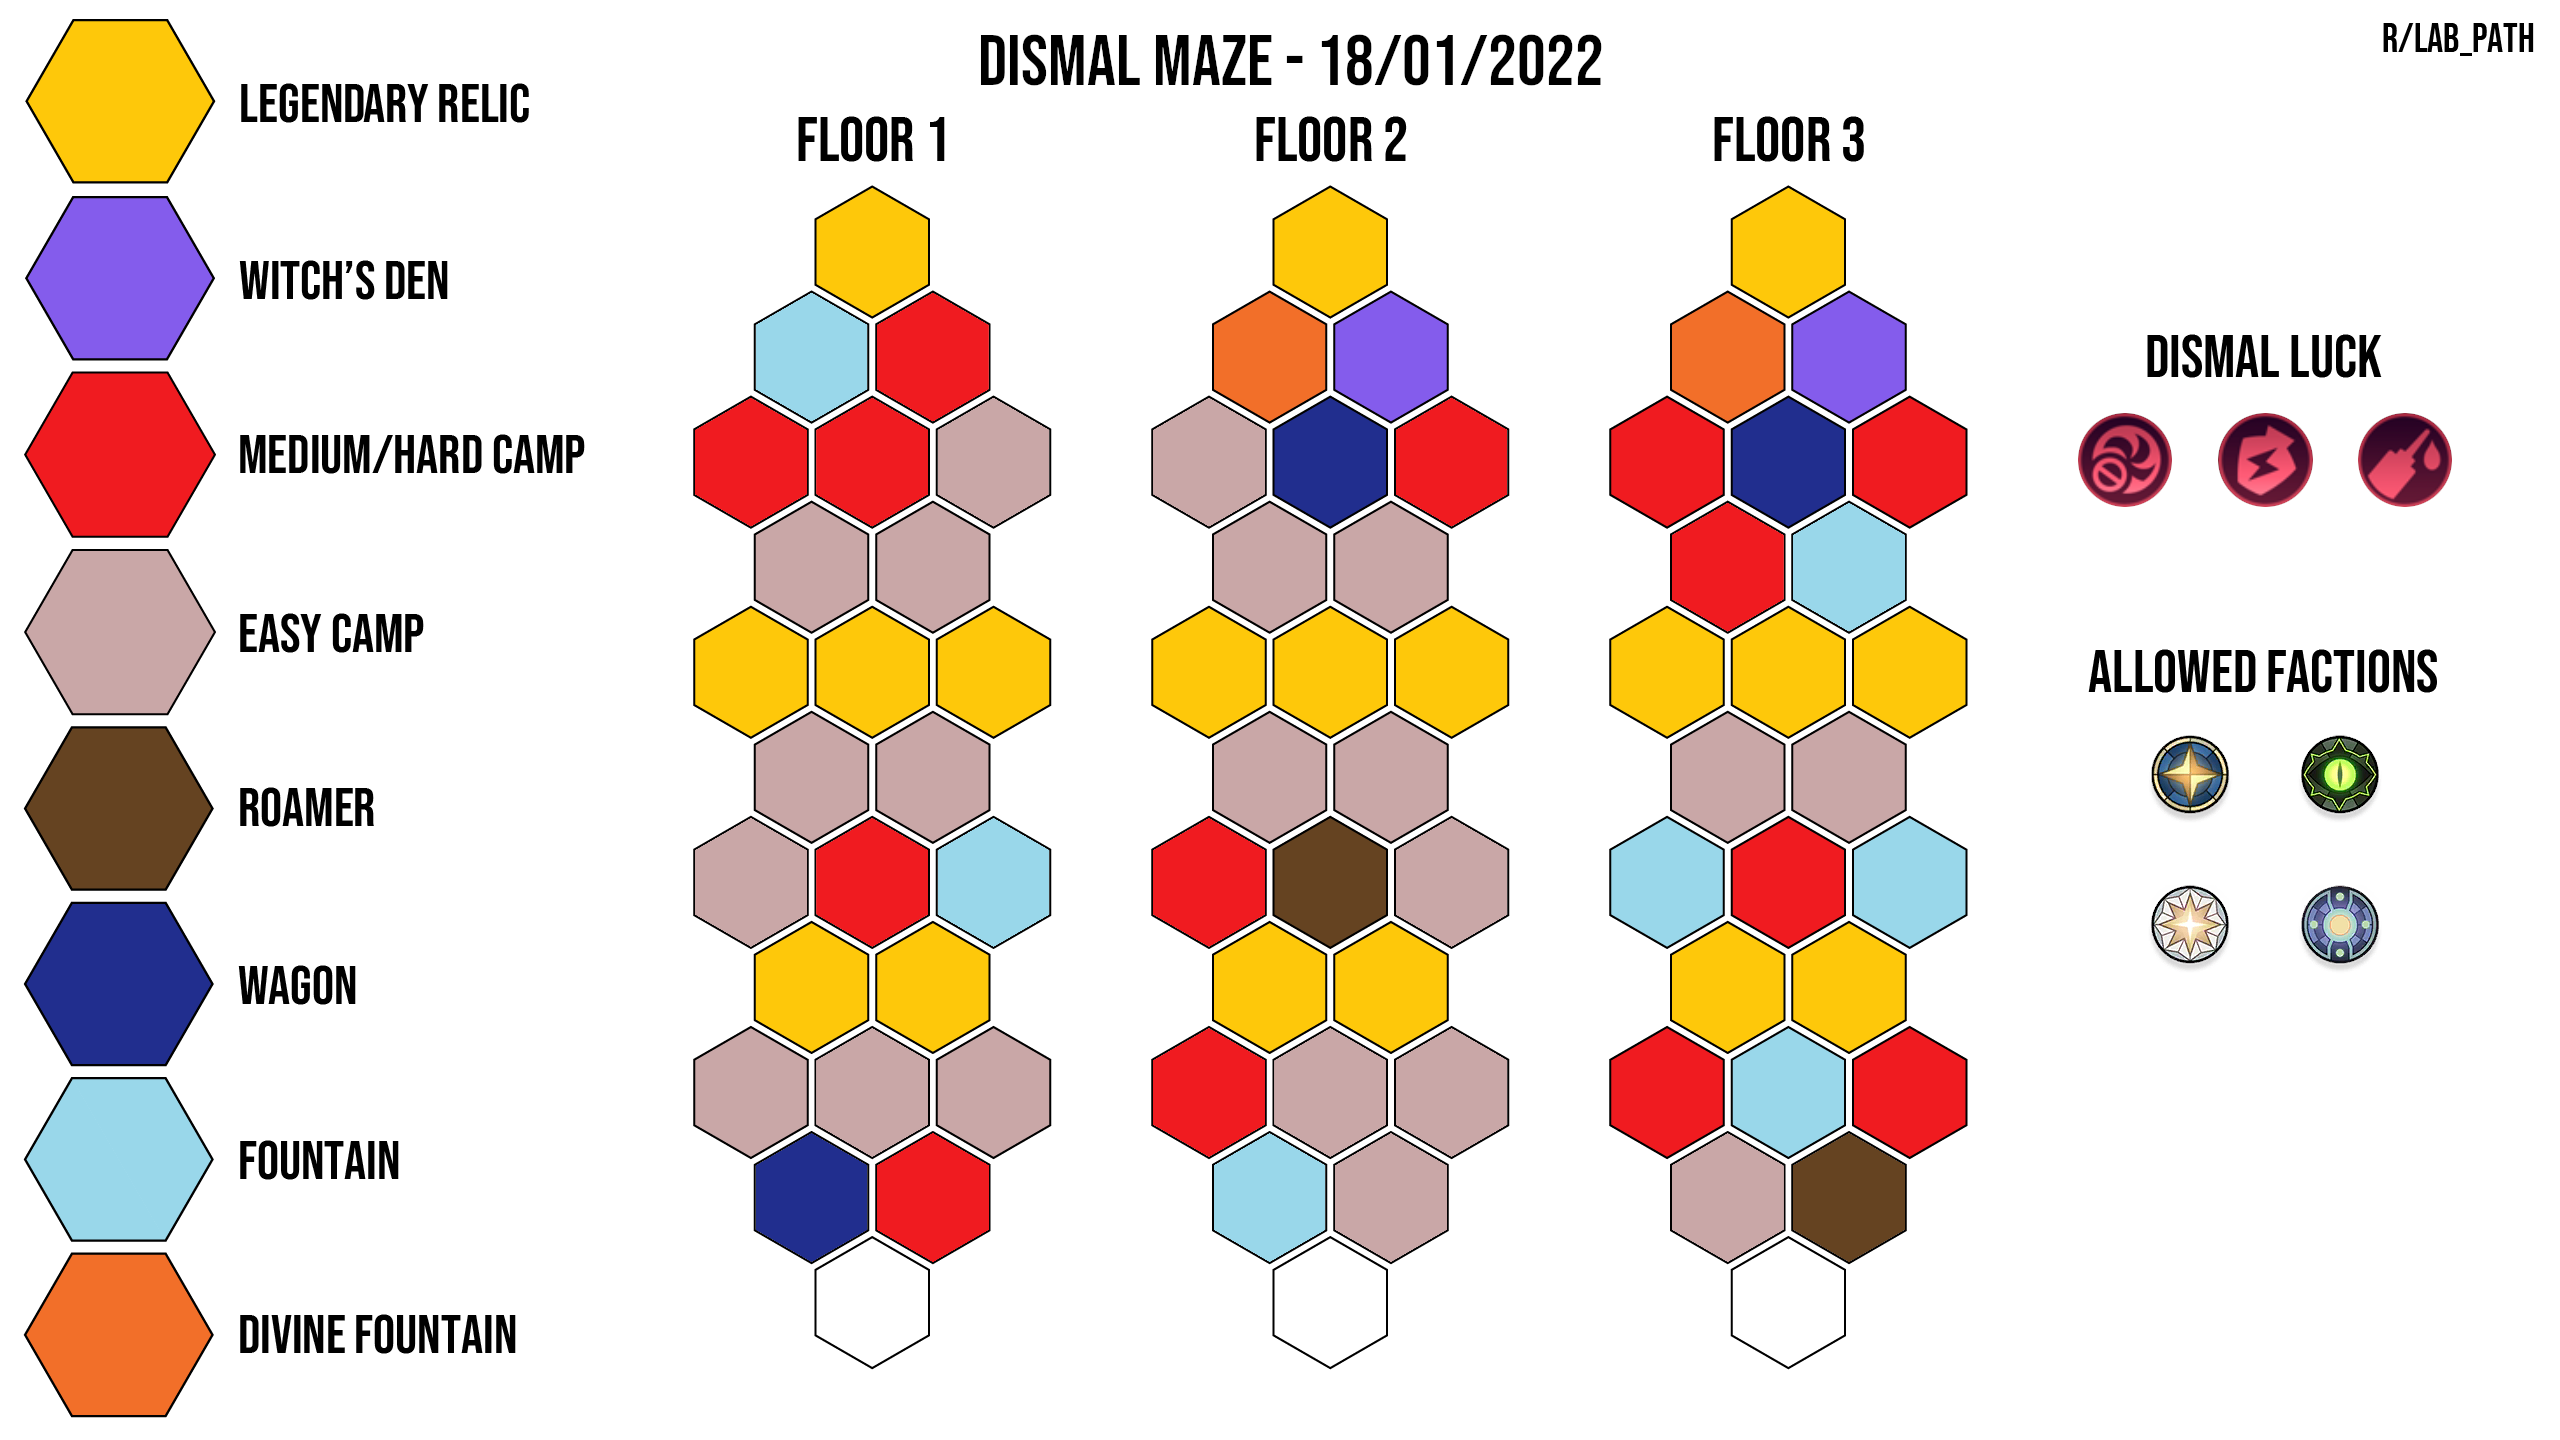 DISMAL MAZE - 18/01/2022
R/LAB_PATH
LEGENDARY RELIC
WITCH'S DEN
MEDIUM/HARD CAMP
EASY CAMP
ROAMER
WAGON
FOUNTAIN
DIVINE FOUNTAIN
FLOOR 1
FLOOR 2
FLOOR 3
DISMAL LUCK
ALLOWED FACTIONS